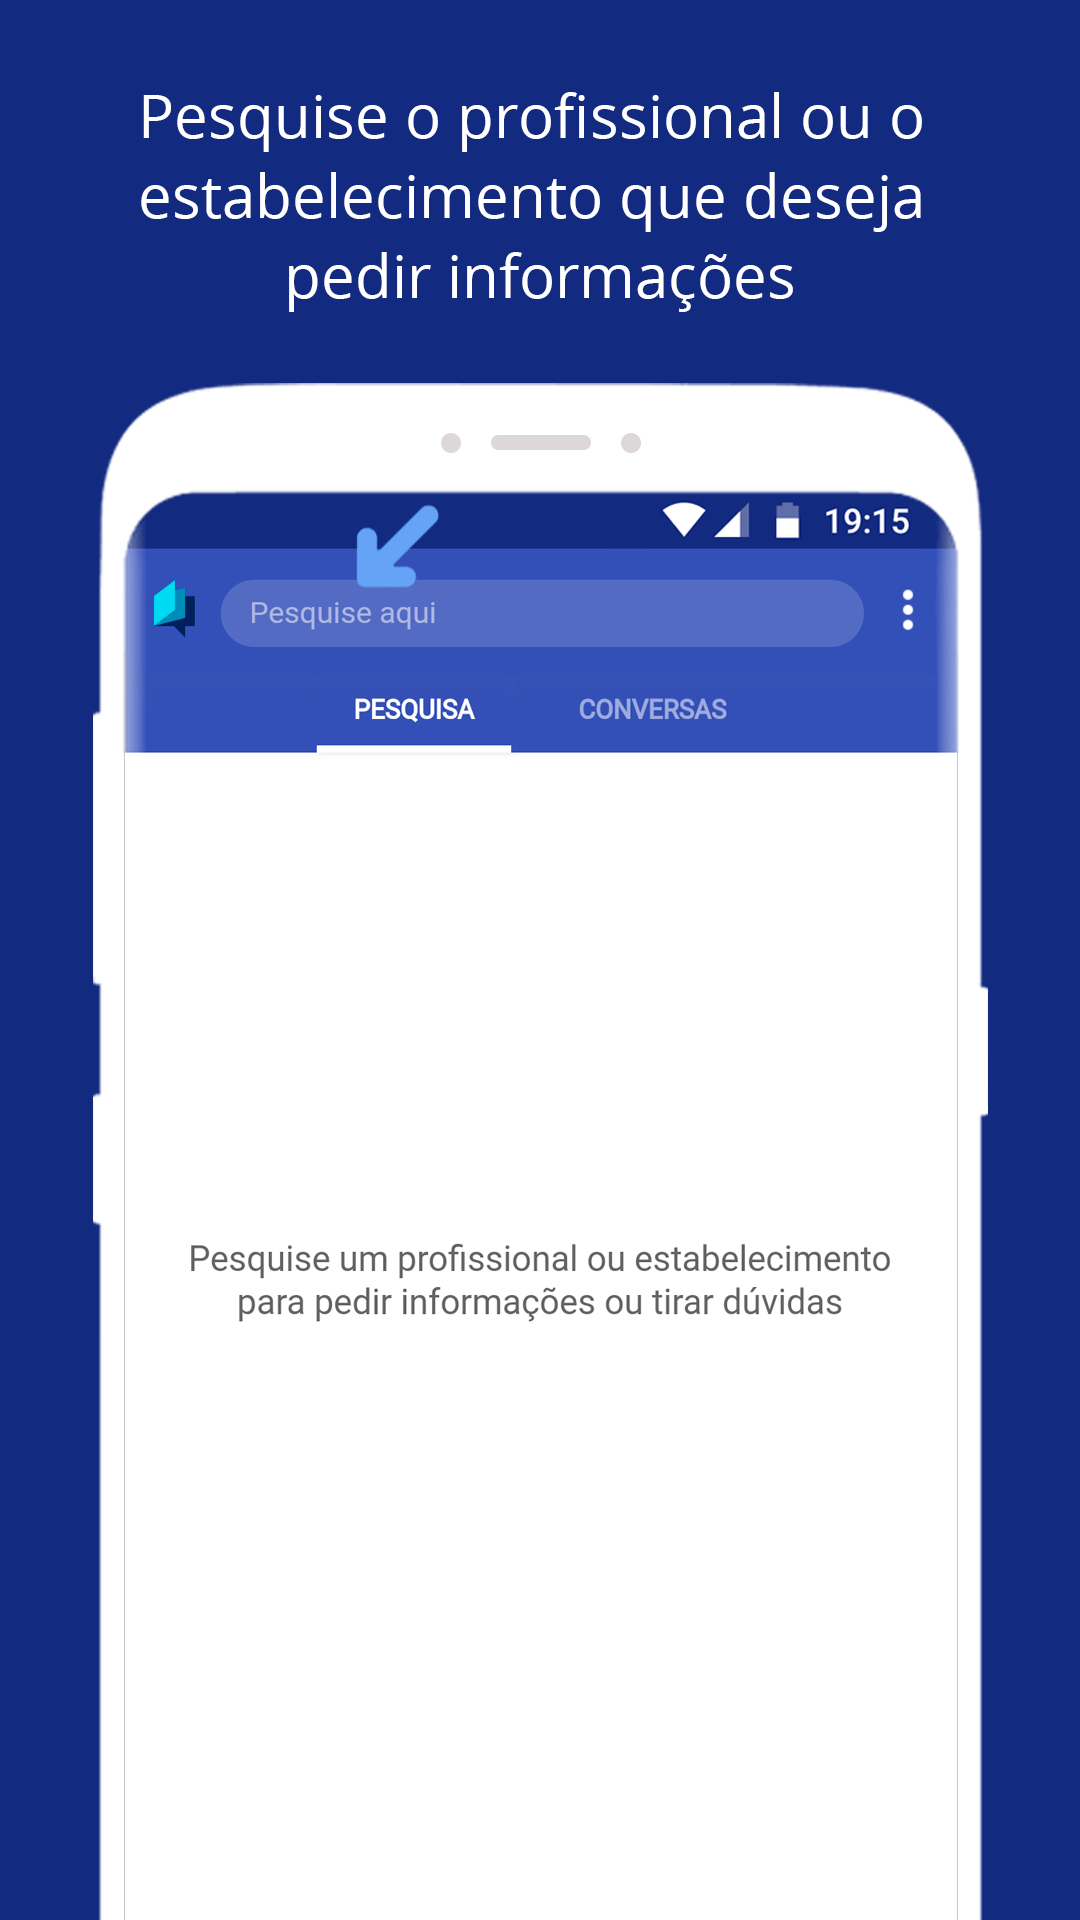 Pesquise o profissional ou o
estabelecimento que deseja
pedir informações
19:15
Pesquise aqui
PESQUISA
CONVERSAS
Pesquise um profissional ou estabelecimento
para pedir informações ou tirar dúvidas